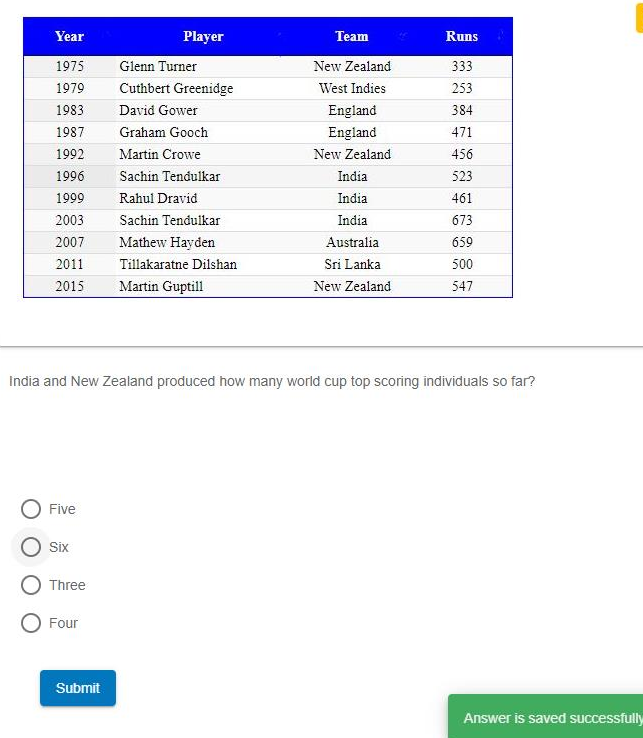 Year Player Team Runs
1975 Glenn Turner New Zealand 333
1979 Cuthbert Greenidge West Indies 253
1983 David Gower England 384
1987 Graham Gooch England 471
1992 Martin Crowe New Zealand 456
1996 Sachin Tendulkar India 523
1999 Rahul Dravid India 461
2003 Sachin Tendulkar India 673
2007 Mathew Hayden Australia 659
2011 Tillakaratne Dilshan Sri Lanka 500
2015 Martin Guptill New Zealand 547
India and New Zealand produced how many world cup top scoring individuals so far?
Five
Six
Three
Four
Submit
Answer is saved successfully